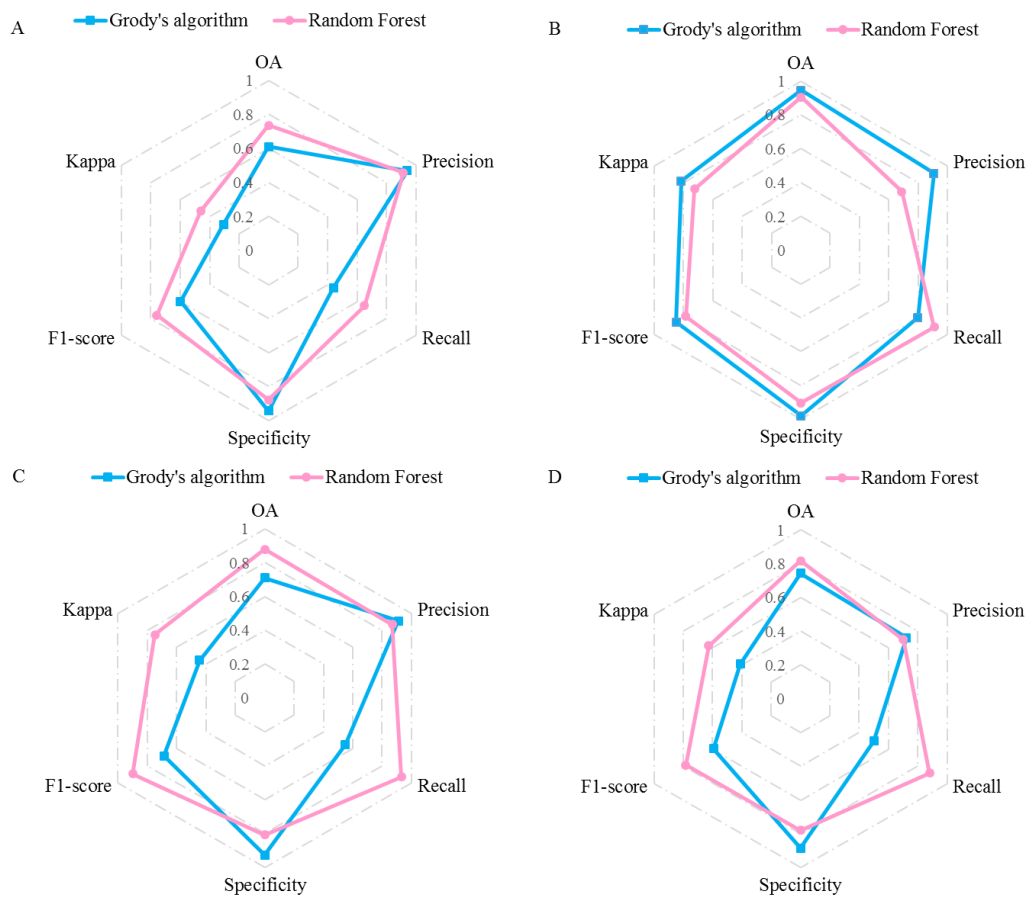 A
Grody's algorithm Random Forest
OA
1
0.8
0.6
0.4
0.2
0
Kappa
Precision
F1-score
Recall
Specificity
B
Grody's algorithm Random Forest
OA
1
0.8
0.6
0.4
0.2
0
Kappa
Precision
F1-score
Recall
Specificity
C
Grody's algorithm Random Forest
OA
1
0.8
0.6
0.4
0.2
0
Kappa
Precision
F1-score
Recall
Specificity
D
Grody's algorithm Random Forest
OA
1
0.8
0.6
0.4
0.2
0
Kappa
Precision
F1-score
Recall
Specificity